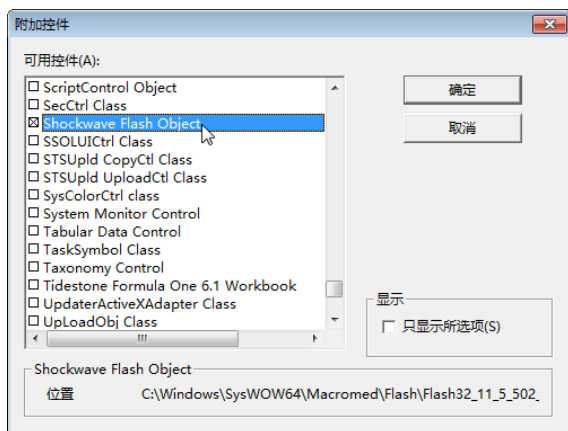 附加控件
可用控件(A):
ScriptControl Object
SecCtrl Class
Shockwave Flash Object
SSOLUICtrl Class
STSUpld CopyCtl Class
STSUpld UploadCtl Class
SysColorCtrl class
System Monitor Control
Tabular Data Control
TaskSymbol Class
Taxonomy Control
Tidestone Formula One 6.1 Workbook
UpdaterActiveXAdapter Class
UpLoadObj Class
确定
取消
显示
只显示所选项(S)
Shockwave Flash Object
位置 C:\Windows\SysWOW64\Macromed\Flash\Flash32_11_5_502_